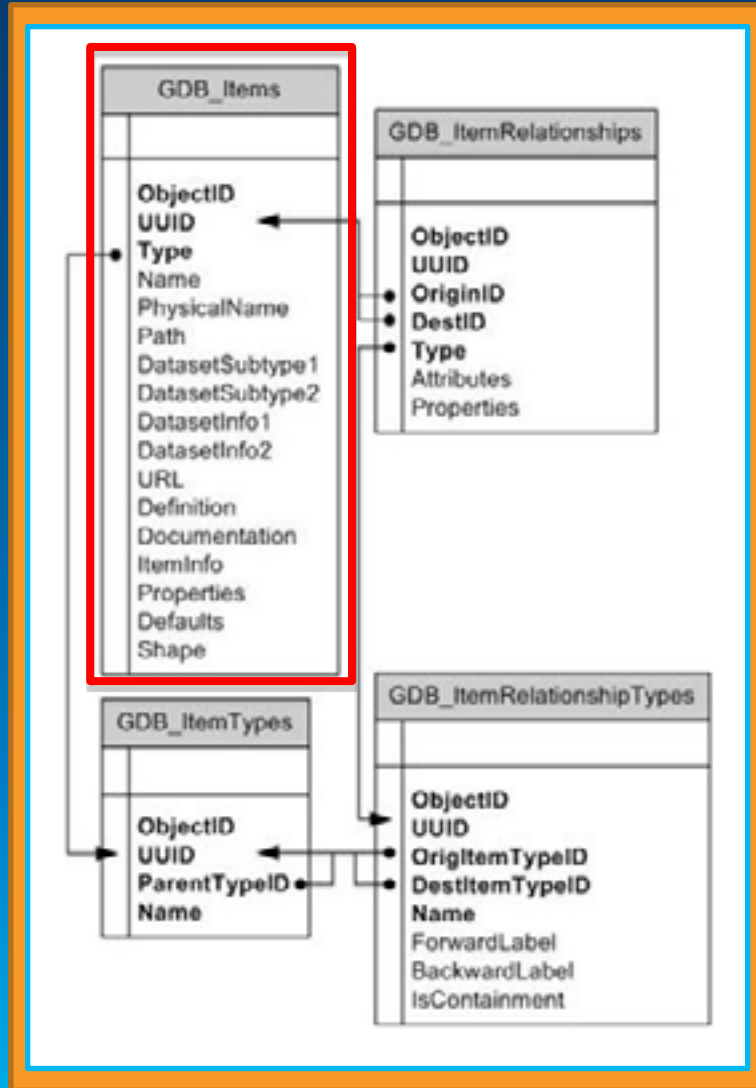 GDB_Items
ObjectID
UUID
Type
Name
PhysicalName
Path
DatasetSubtype1
DatasetSubtype2
DatasetInfo1
DatasetInfo2
URL
Definition
Documentation
ItemInfo
Properties
Defaults
Shape
GDB_ItemRelationships
ObjectID
UUID
OriginID
DestID
Type
Attributes
Properties
GDB_ItemTypes
ObjectID
UUID
ParentTypeID
Name
GDB_ItemRelationshipTypes
ObjectID
UUID
OrigItemTypeID
DestItemTypeID
Name
ForwardLabel
BackwardLabel
IsContainment